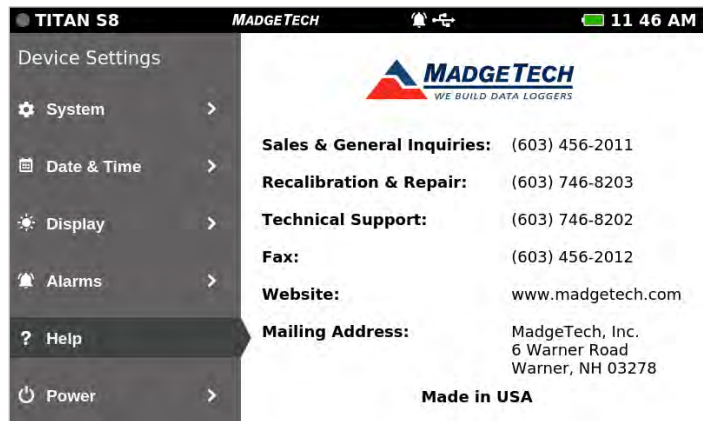 TITAN S8 MADGETECH 11 46 AM
Device Settings
System
Date & Time
Display
Alarms
? Help
Power
MADGETECH
WE BUILD DATA LOGGERS
Sales & General Inquiries: (603) 456-2011
Recalibration & Repair: (603) 746-8203
Technical Support: (603) 746-8202
Fax: (603) 456-2012
Website: www.madgetech.com
Mailing Address: MadgeTech, Inc.
6 Warner Road
Warner, NH 03278
Made in USA